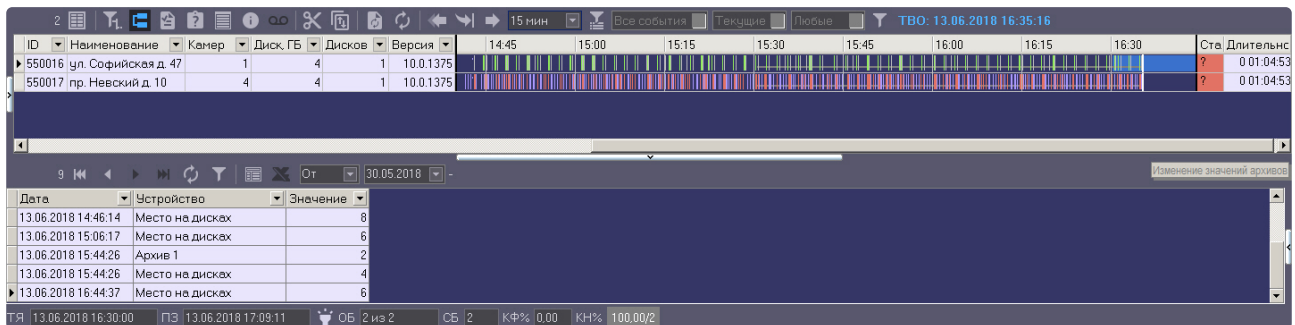 2 15 мин Все события Текущие Любые ТВО: 13.06.2018 16:35:16
ID Наименование Камер Диск, ГБ Дисков Версия 14:45 15:00 15:15 15:30 15:45 16:00 16:15 16:30 Ста Длительнс
550016 ул. Софийская д. 47 1 4 1 10.0.1375 ? 0 01:04:53
550017 пр. Невский д. 10 4 4 1 10.0.1375 ? 0 01:04:53
9 От 30.05.2018 - Изменение значений архивов
Дата Устройство Значение
13.06.2018 14:46:14 Место на дисках 8
13.06.2018 15:06:17 Место на дисках 6
13.06.2018 15:44:26 Архив 1 2
13.06.2018 15:44:26 Место на дисках 4
13.06.2018 16:44:37 Место на дисках 6
ТЯ 13.06.2018 16:30:00 ПЗ 13.06.2018 17:09:11 ОБ 2 из 2 СБ 2 КФ% 0,00 КН% 100,00/2